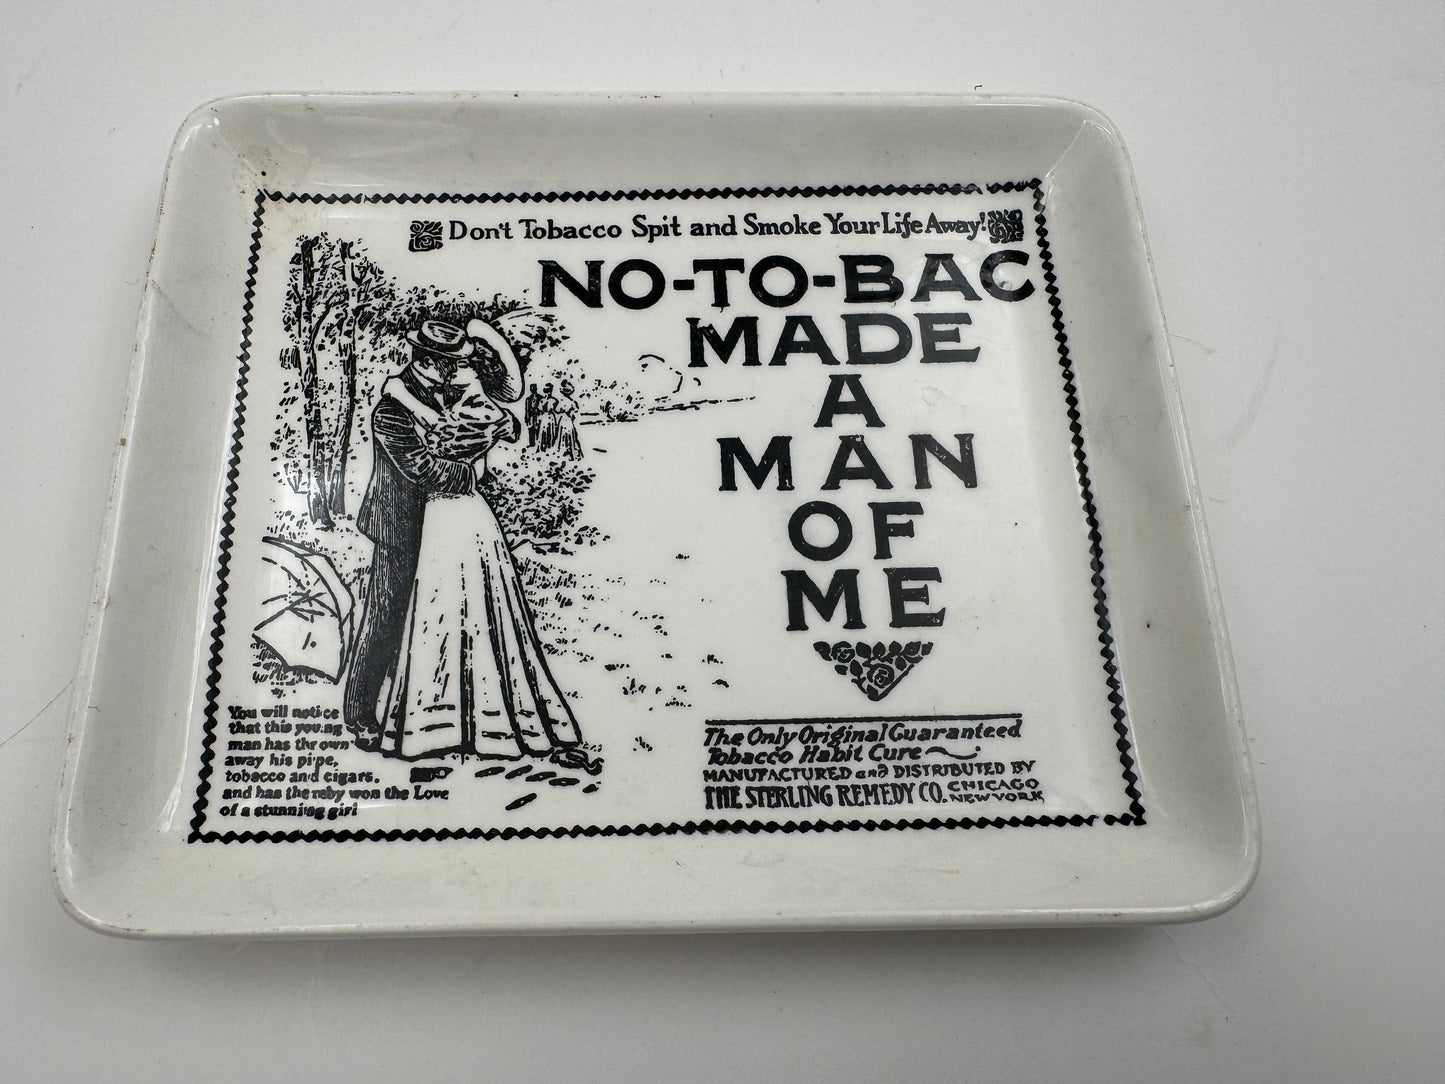 Don't Tobacco Spit and Smoke Your Life Away!
NO-TO-BAC
MADE
A
MAN
OF
ME
You will notice
that this young
man has thrown
away his pipe,
tobacco and cigars.
and has thereby won the Love
of a stunning girl
The Only Original Guaranteed
Tobacco Habit Cure
MANUFACTURED and DISTRIBUTED BY
THE STERLING REMEDY CO. CHICAGO
NEW YORK